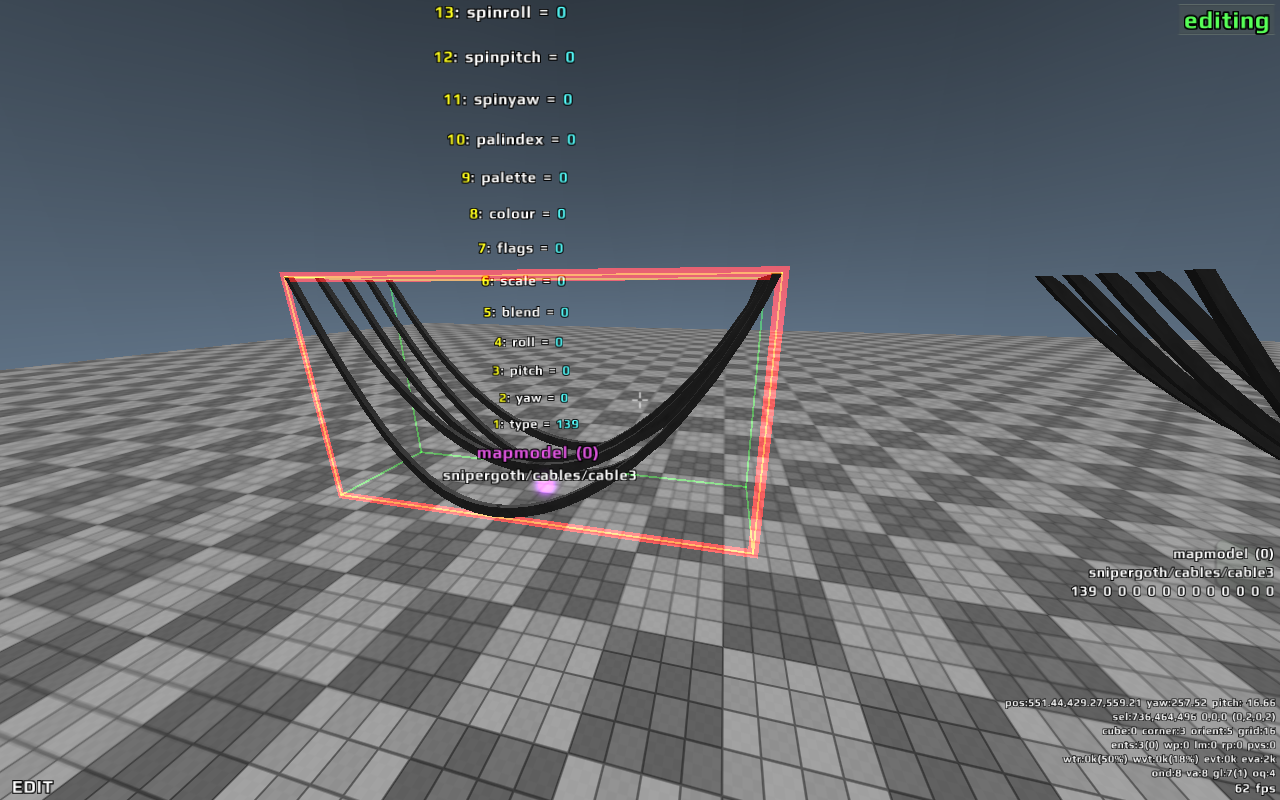 13: spinroll = 0
editing
12: spinpitch = 0
11: spinyaw = 0
10: palindex = 0
9: palette = 0
8: colour = 0
7: flags = 0
6: scale = 0
5: blend = 0
4: roll = 0
3: pitch = 0
2: yaw = 0
1: type = 139
mapmodel (0)
snipergoth/cables/cable3
mapmodel (0)
snipergoth/cables/cable3
139 0 0 0 0 0 0 0 0 0 0 0 0
pos:551.44,429.27,559.21 yaw:257.52 pitch:-16.66
sel:736,464,496 0,0,0 (0,2,0,2)
cube:0 corner:3 orient:5 grid:16
ents:3(0) wp:0 lm:0 rp:0 pvs:0
wtr:0k(50%) wvt:0k(18%) evt:0k eva:2k
ond:8 va:8 gl:7(1) oq:4
62 fps
EDIT